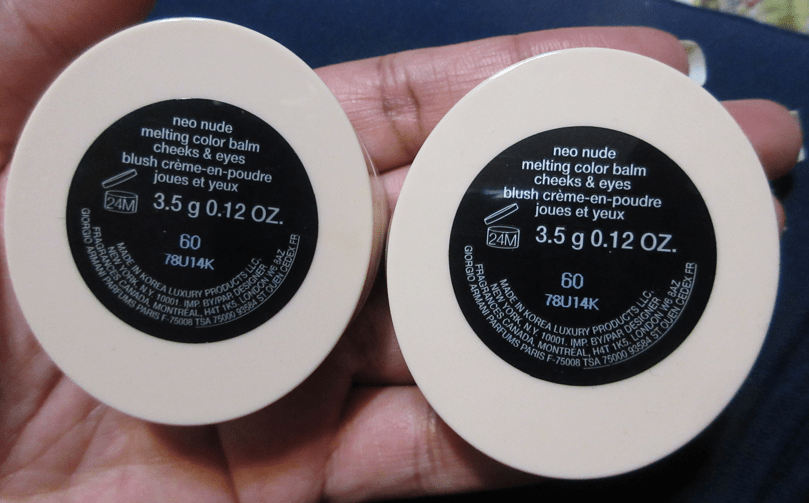 neo nude
melting color balm
cheeks & eyes
blush crème-en-poudre
joues et yeux
24M
3.5 g 0.12 OZ.
60
78U14K
MADE IN KOREA LUXURY PRODUCTS LLC.
NEW YORK, N.Y. 10001. IMP. BY/PAR DESIGNER
FRAGRANCES CANADA, MONTRÉAL, H4T 1K5, LONDON W6 8AZ
GIORGIO ARMANI PARFUMS PARIS F-75008 TSA 75000 93584 ST OUEN CEDEX FR
neo nude
melting color balm
cheeks & eyes
blush crème-en-poudre
joues et yeux
24M
3.5 g 0.12 OZ.
60
78U14K
MADE IN KOREA LUXURY PRODUCTS LLC.
NEW YORK, N.Y. 10001. IMP. BY/PAR DESIGNER
FRAGRANCES CANADA, MONTRÉAL, H4T 1K5, LONDON W6 8AZ
GIORGIO ARMANI PARFUMS PARIS F-75008 TSA 75000 93584 ST OUEN CEDEX FR